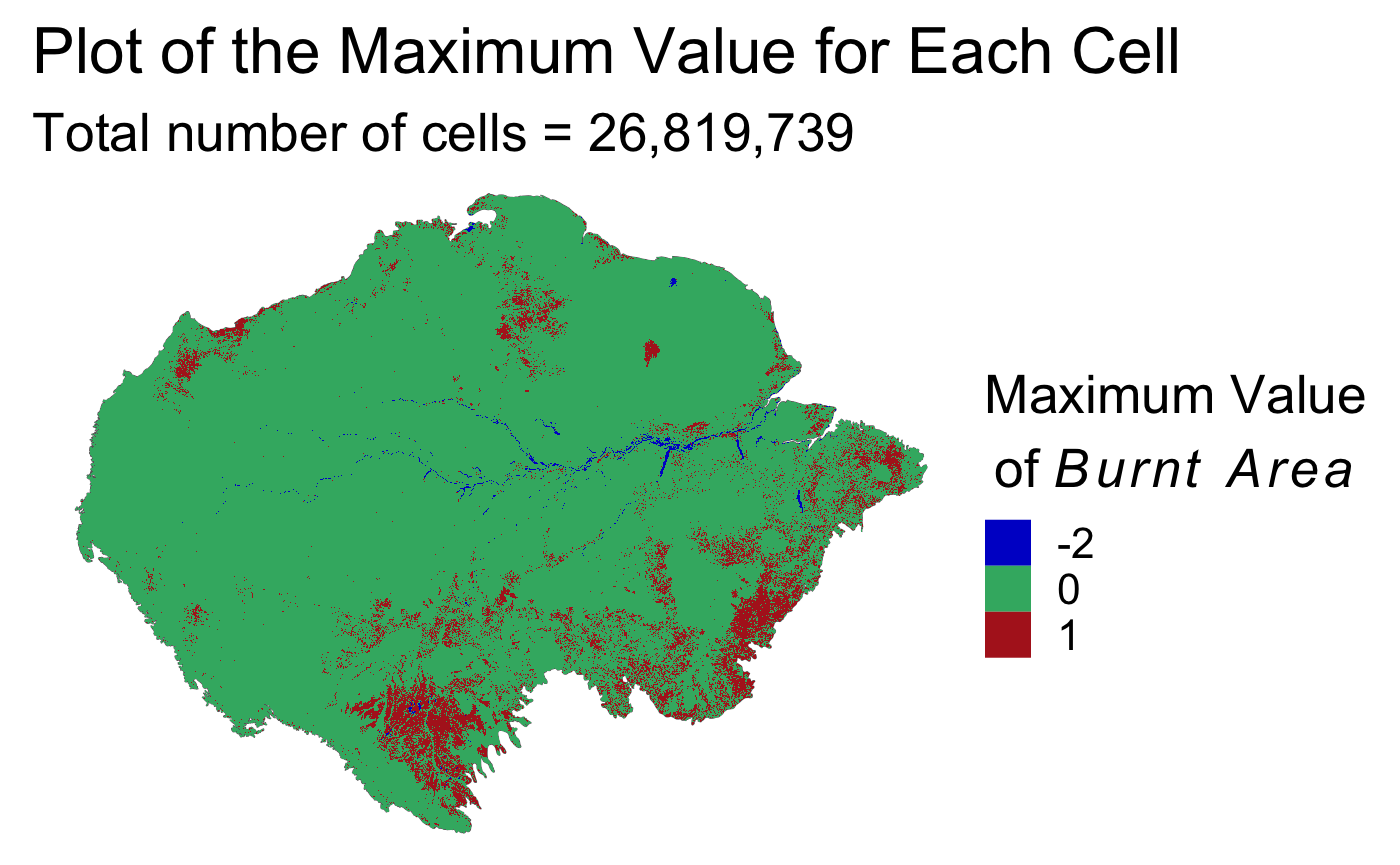 Plot of the Maximum Value for Each Cell
Total number of cells = 26,819,739
Maximum Value
of Burnt Area
-2
0
1